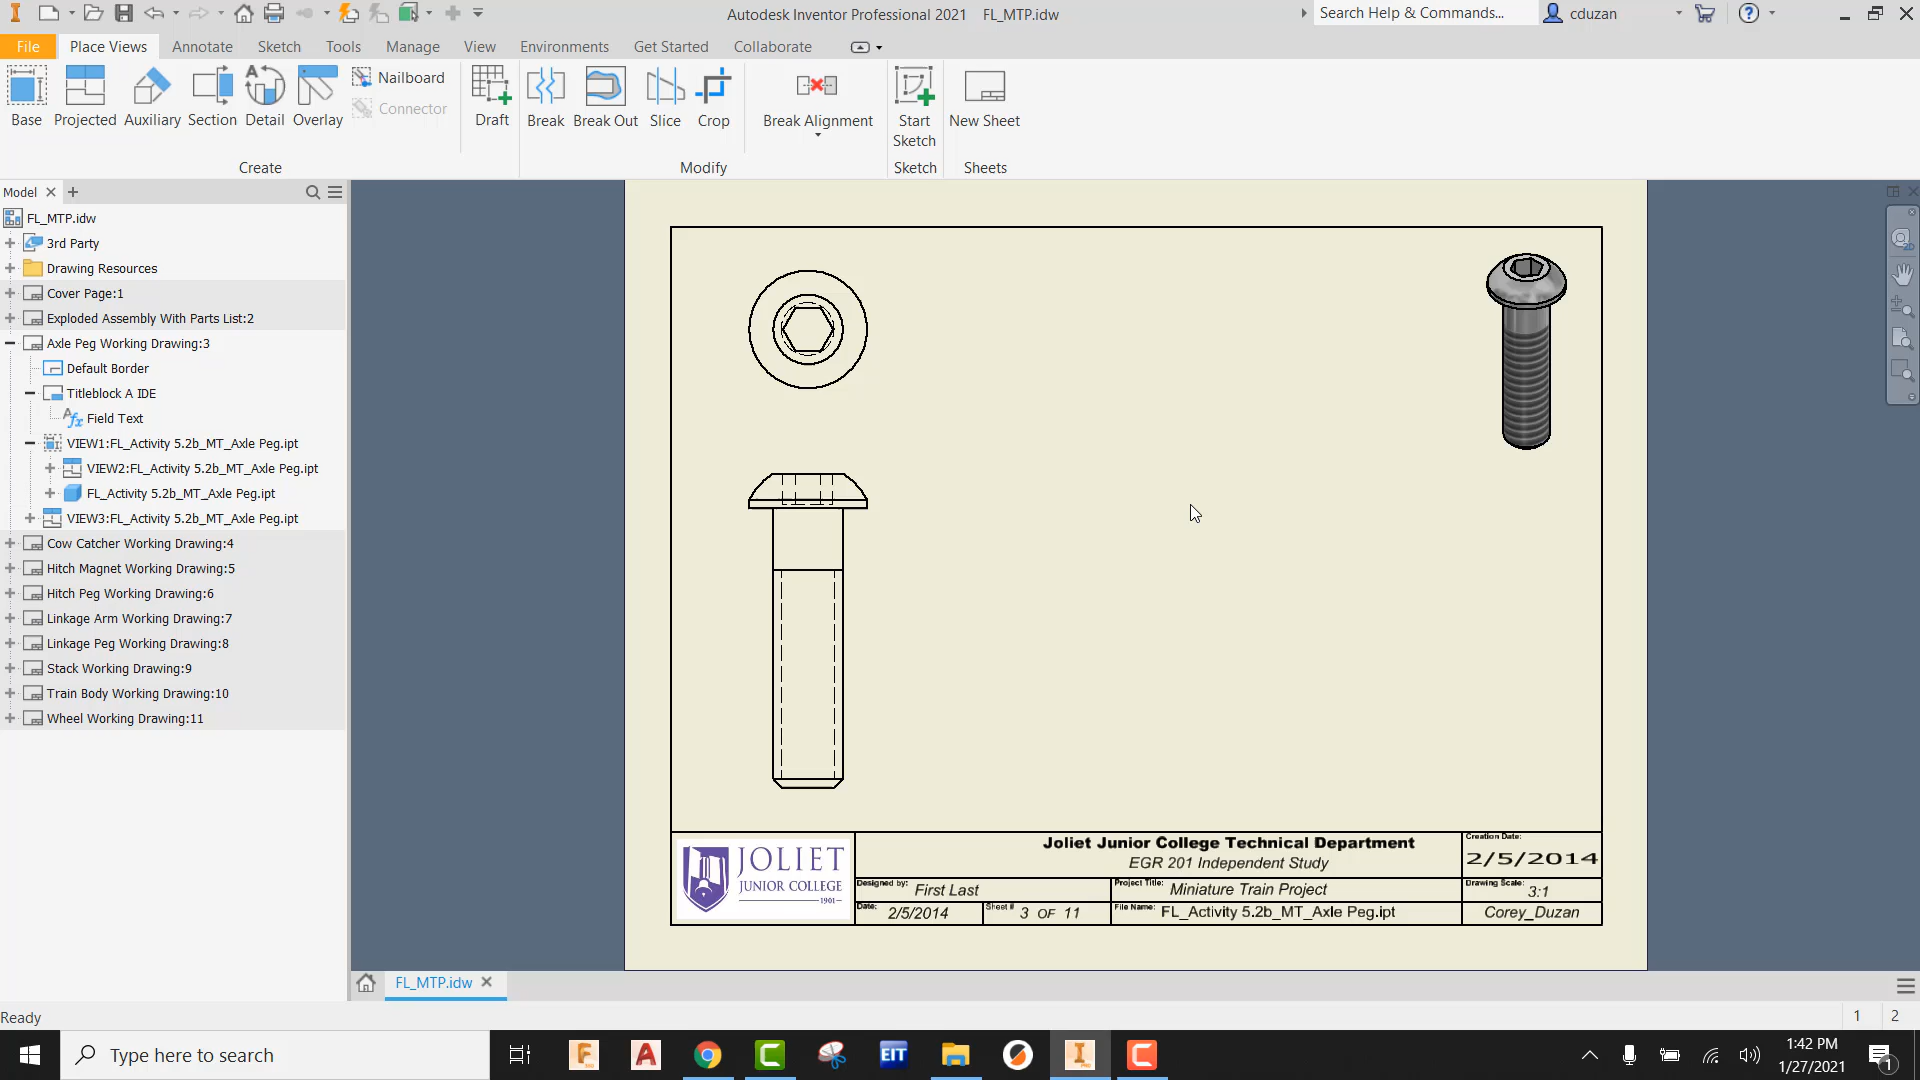 Autodesk Inventor Professional 2021 FL_MTP.idw
Search Help & Commands...
cduzan
File
Place Views
Annotate
Sketch
Tools
Manage
View
Environments
Get Started
Collaborate
Base
Projected
Auxiliary
Section
Detail
Overlay
Nailboard
Connector
Draft
Break
Break Out
Slice
Crop
Break Alignment
Start
Sketch
New Sheet
Create
Modify
Sketch
Sheets
Model
FL_MTP.idw
3rd Party
Drawing Resources
Cover Page:1
Exploded Assembly With Parts List:2
Axle Peg Working Drawing:3
Default Border
Titleblock A IDE
Field Text
VIEW1:FL_Activity 5.2b_MT_Axle Peg.ipt
VIEW2:FL_Activity 5.2b_MT_Axle Peg.ipt
FL_Activity 5.2b_MT_Axle Peg.ipt
VIEW3:FL_Activity 5.2b_MT_Axle Peg.ipt
Cow Catcher Working Drawing:4
Hitch Magnet Working Drawing:5
Hitch Peg Working Drawing:6
Linkage Arm Working Drawing:7
Linkage Peg Working Drawing:8
Stack Working Drawing:9
Train Body Working Drawing:10
Wheel Working Drawing:11
JOLIET
JUNIOR COLLEGE
1901
Joliet Junior College Technical Department
EGR 201 Independent Study
Creation Date:
2/5/2014
Designed by: First Last
Project Title: Miniature Train Project
Drawing Scale: 3:1
Date: 2/5/2014
Sheet # 3 OF 11
File Name: FL_Activity 5.2b_MT_Axle Peg.ipt
Corey_Duzan
FL_MTP.idw
Ready
1 2
Type here to search
EIT
1:42 PM
1/27/2021
1